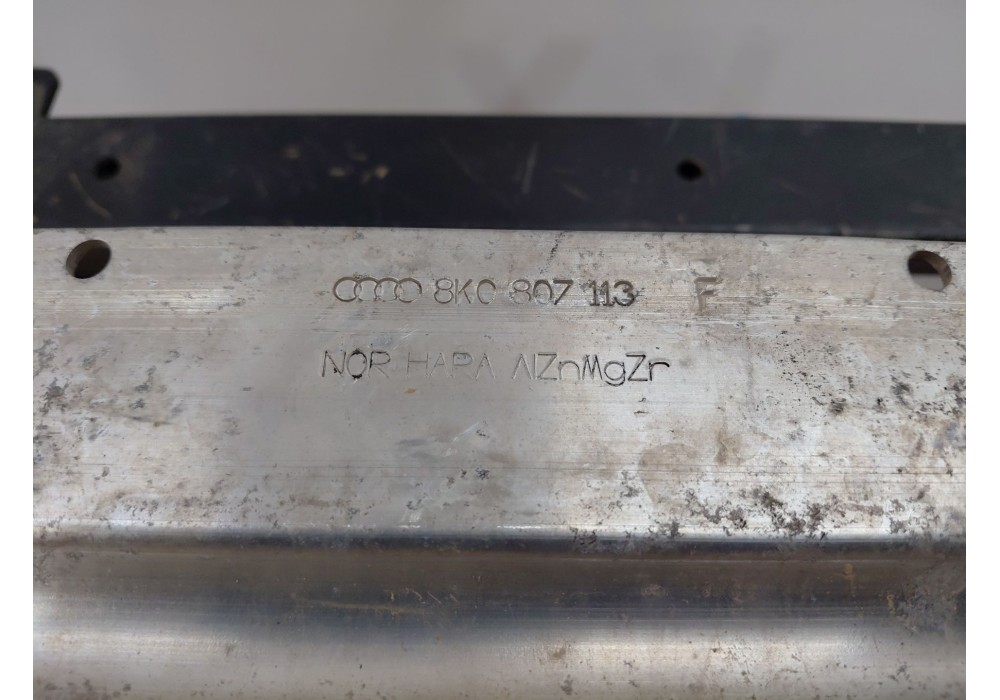 8K0 807 113 F
NOR HARA AlZnMgZr